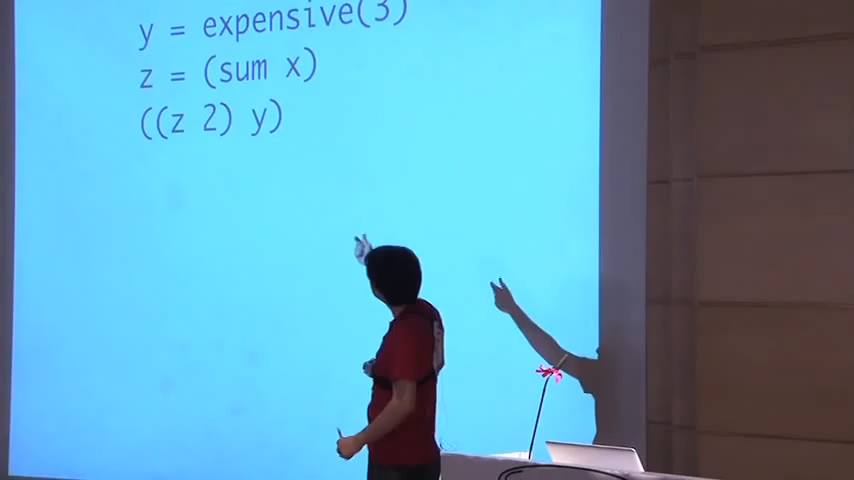 y = expensive(3)
z = (sum x)
((z 2) y)